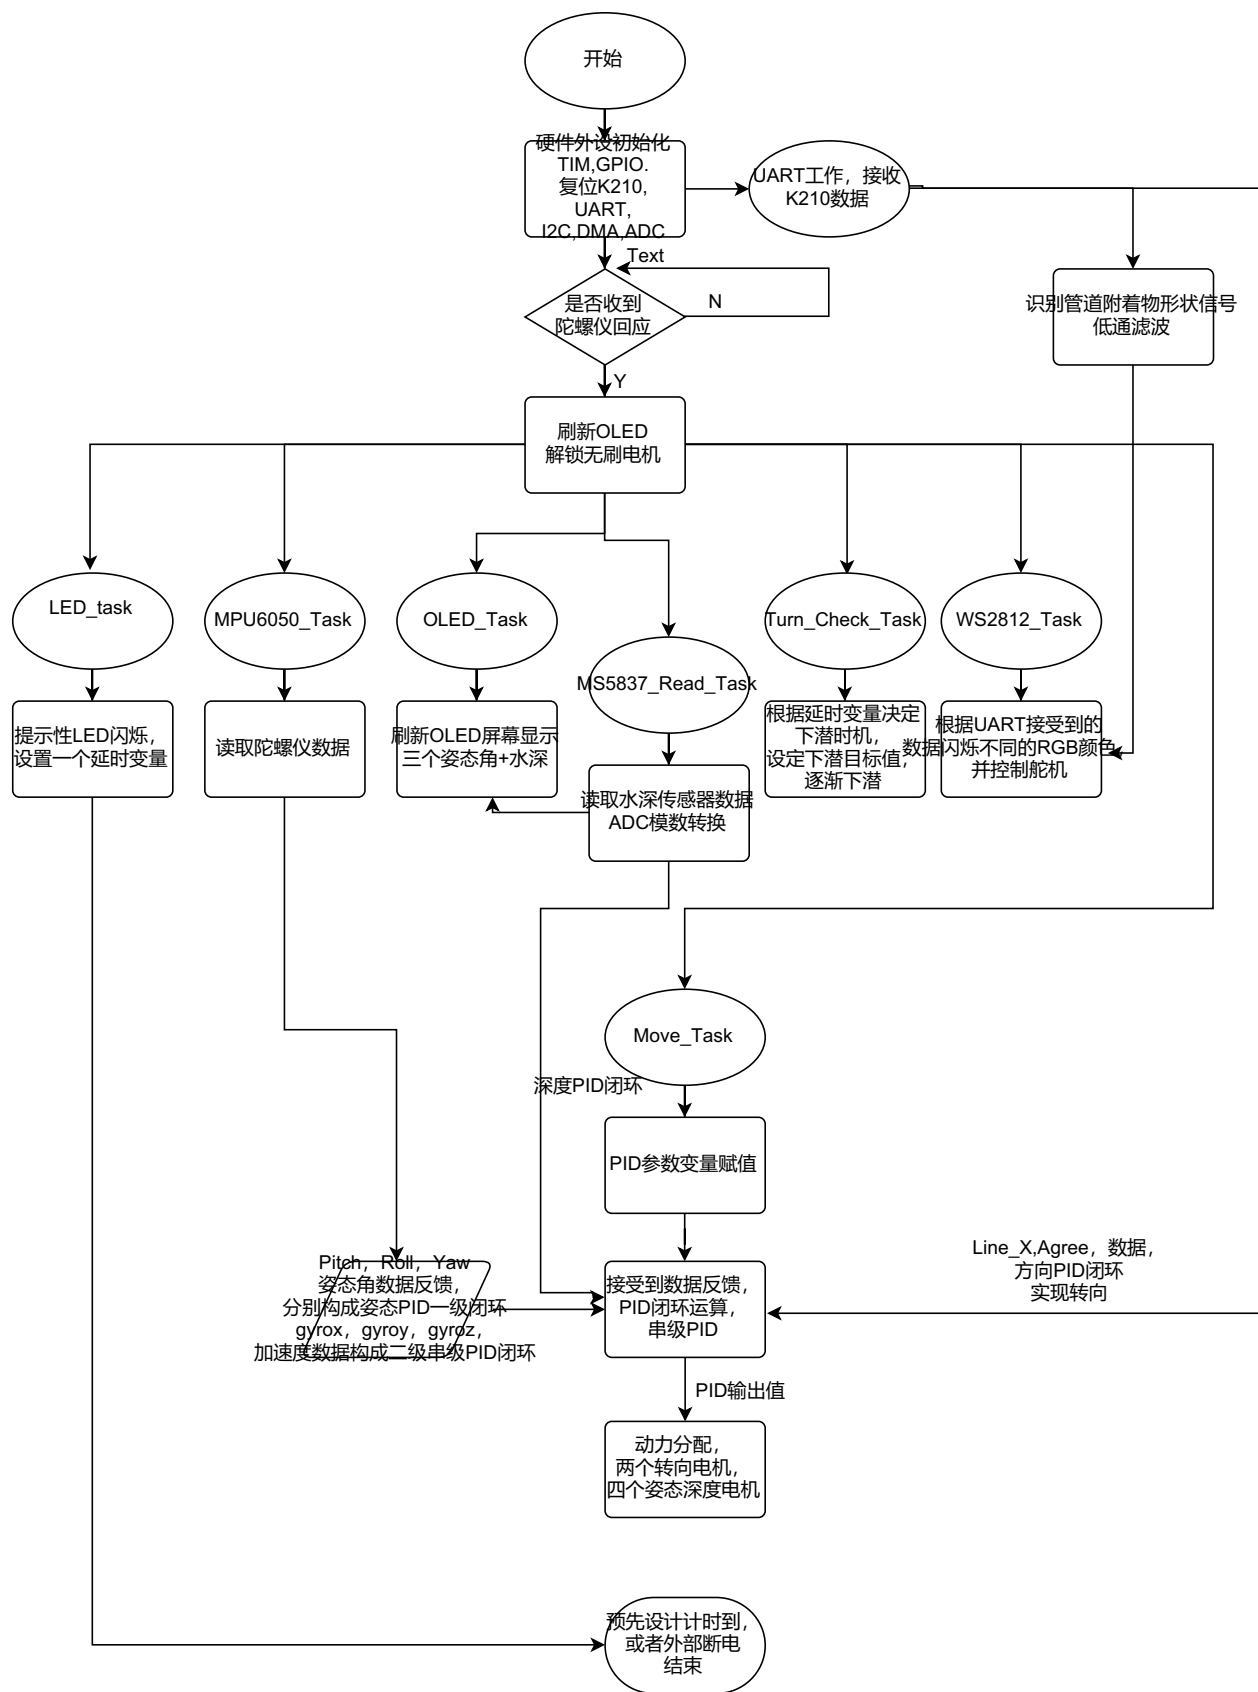 开始
硬件外设初始化
TIM,GPIO.
复位K210,
UART,
I2C,DMA,ADC
UART工作，接收
K210数据
Text
是否收到
陀螺仪回应
N
识别管道附着物形状信号
低通滤波
Y
刷新OLED
解锁无刷电机
LED_task
MPU6050_Task
OLED_Task
MS5837_Read_Task
Turn_Check_Task
WS2812_Task
提示性LED闪烁，
设置一个延时变量
读取陀螺仪数据
刷新OLED屏幕显示
三个姿态角+水深
读取水深传感器数据
ADC模数转换
根据延时变量决定
下潜时机，
设定下潜目标值，
逐渐下潜
根据UART接受到的
数据闪烁不同的RGB颜色
并控制舵机
Move_Task
深度PID闭环
PID参数变量赋值
Pitch，Roll，Yaw
姿态角数据反馈，
分别构成姿态PID一级闭环
gyrox，gyroy，gyroz，
加速度数据构成二级串级PID闭环
接受到数据反馈，
PID闭环运算，
串级PID
Line_X,Agree，数据，
方向PID闭环
实现转向
PID输出值
动力分配，
两个转向电机，
四个姿态深度电机
预先设计计时到，
或者外部断电
结束